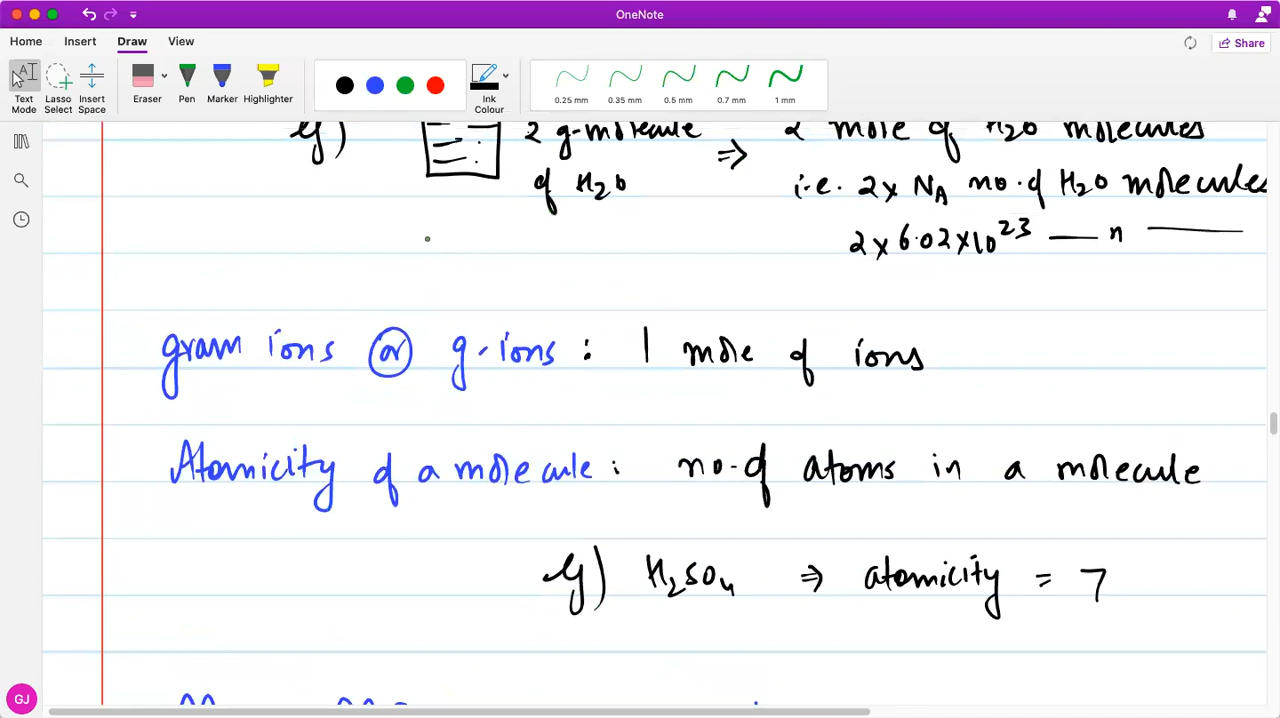 OneNote
Home Insert Draw View
Share
Text Mode
Lasso Select
Insert Space
Eraser
Pen
Marker
Highlighter
Ink Colour
0.25 mm 0.35 mm 0.5 mm 0.7 mm 1 mm
eg) 2 g-molecule ⇒ 2 mole of H2O molecules
of H2O i.e. 2x NA no. of H2O molecules
2 x 6.02 x 10^23 —— n ——
gram ions or g-ions : 1 mole of ions
Atomicity of a molecule : no. of atoms in a molecule
eg) H2SO4 ⇒ atomicity = 7
GJ